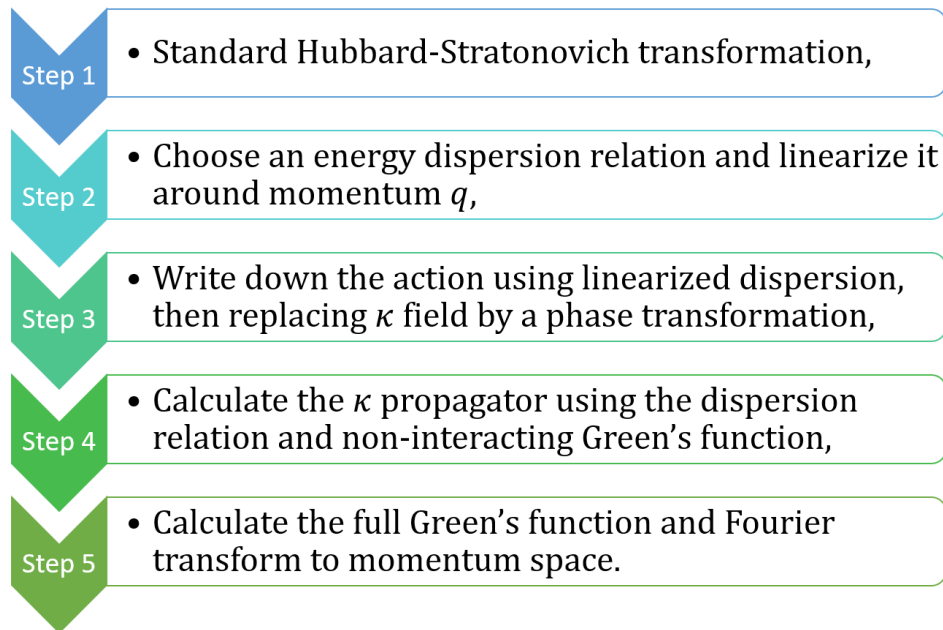 Step 1
• Standard Hubbard-Stratonovich transformation,
Step 2
• Choose an energy dispersion relation and linearize it
around momentum q,
Step 3
• Write down the action using linearized dispersion,
then replacing κ field by a phase transformation,
Step 4
• Calculate the κ propagator using the dispersion
relation and non-interacting Green’s function,
Step 5
• Calculate the full Green’s function and Fourier
transform to momentum space.